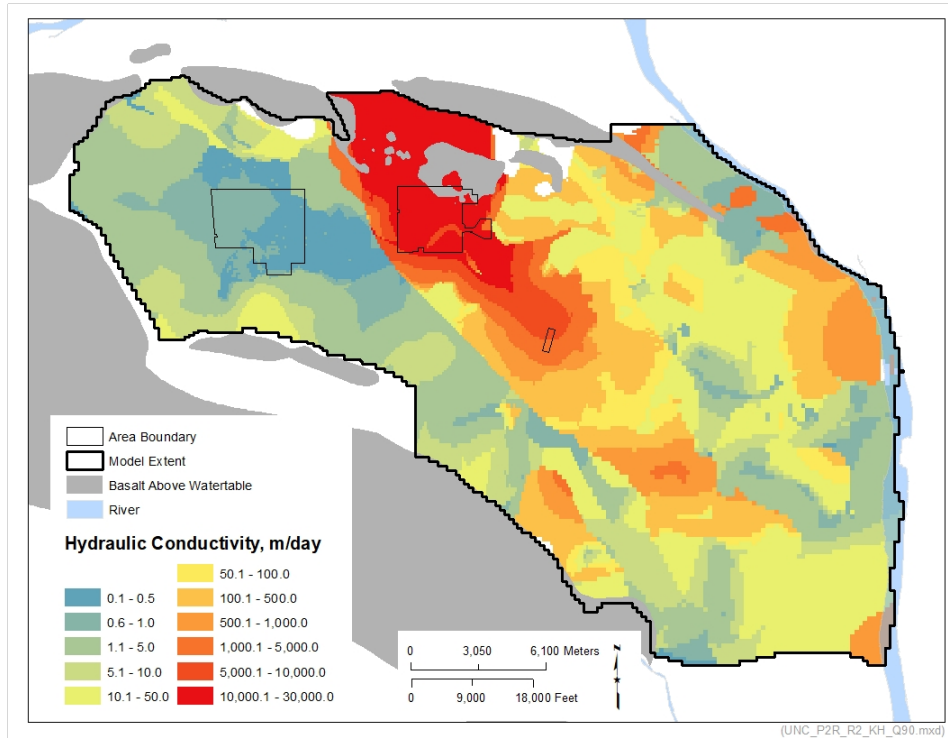 Area Boundary
Model Extent
Basalt Above Watertable
River
Hydraulic Conductivity, m/day
0.1 - 0.5
0.6 - 1.0
1.1 - 5.0
5.1 - 10.0
10.1 - 50.0
50.1 - 100.0
100.1 - 500.0
500.1 - 1,000.0
1,000.1 - 5,000.0
5,000.1 - 10,000.0
10,000.1 - 30,000.0
0 3,050 6,100 Meters
0 9,000 18,000 Feet
N
(UNC_P2R_R2_KH_Q90.mxd)